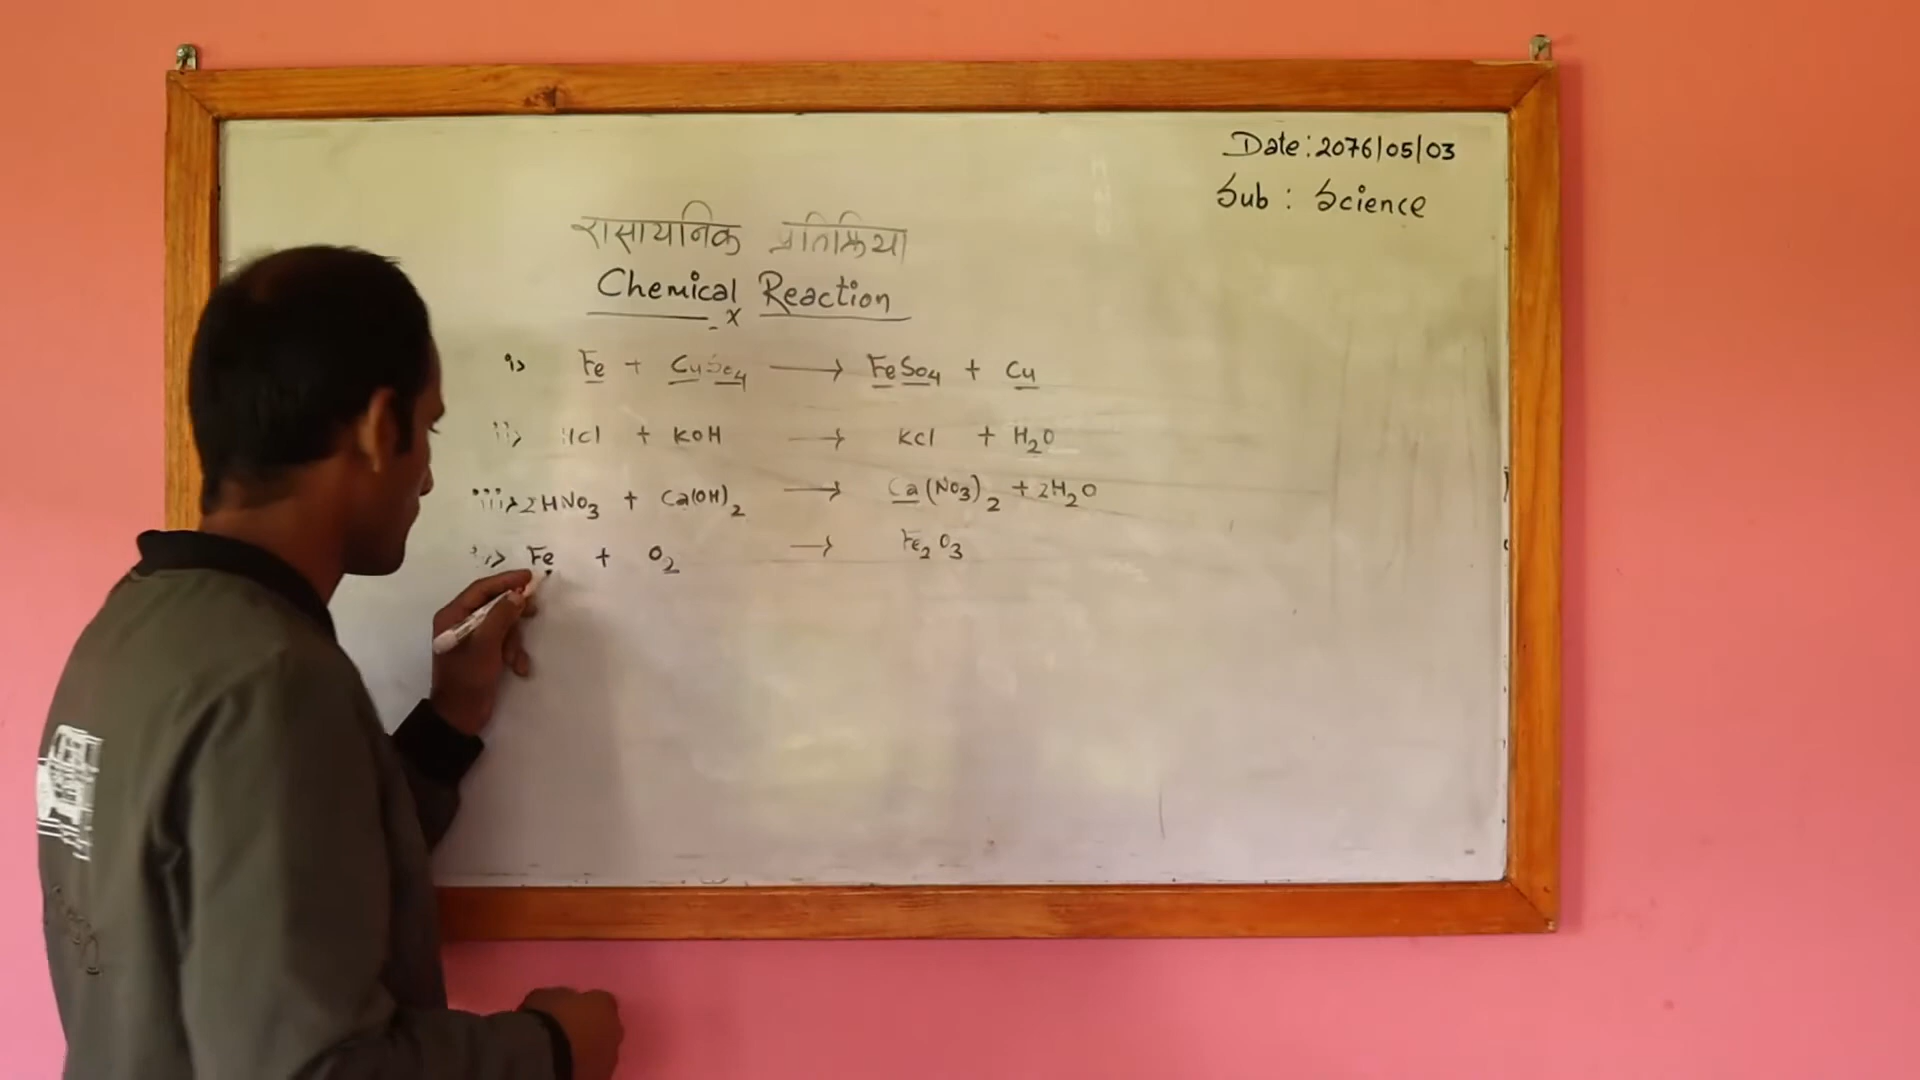 Date: 2076/05/03
Sub : Science
रासायनिक प्रतिक्रिया
Chemical Reaction
x
i> Fe + CuSo4 → FeSo4 + Cu
ii> HCl + KOH → KCl + H2O
iii> 2HNO3 + Ca(OH)2 → Ca(NO3)2 + 2H2O
iv> Fe + O2 → Fe2O3